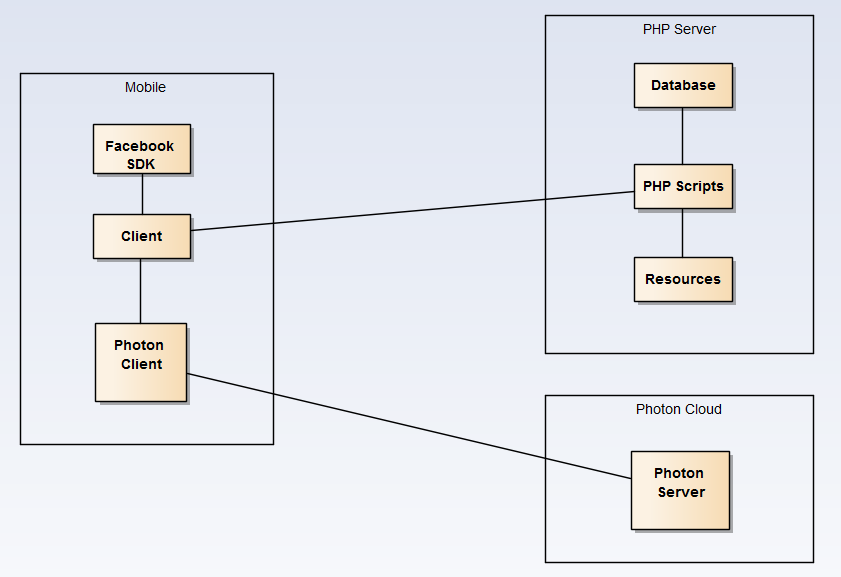 Mobile
Facebook
SDK
Client
Photon
Client
PHP Server
Database
PHP Scripts
Resources
Photon Cloud
Photon
Server